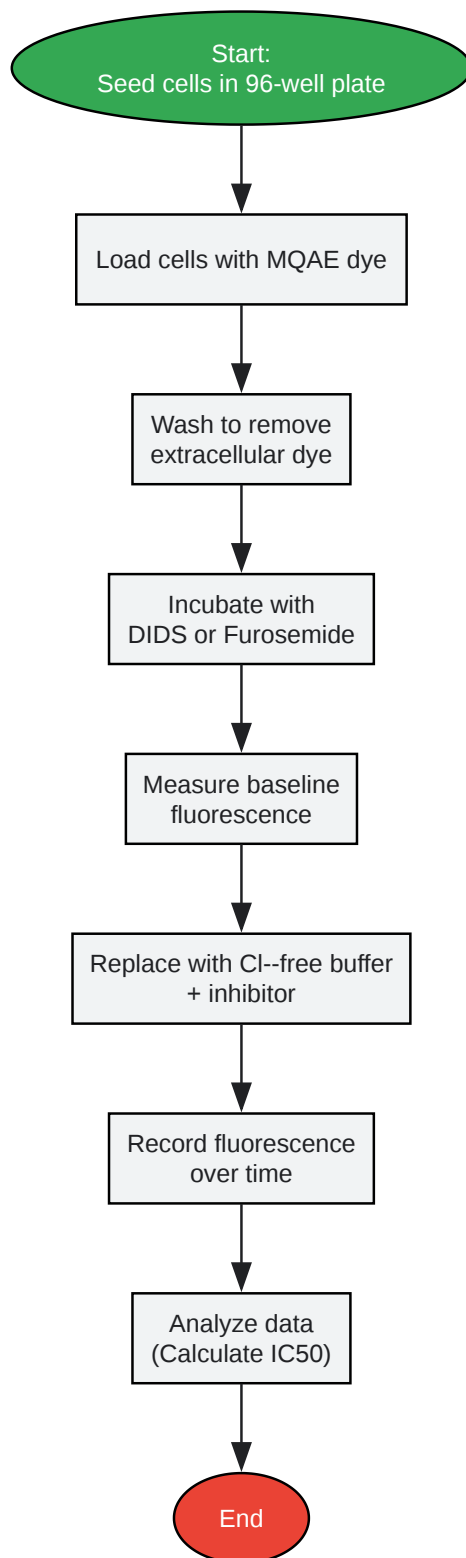 Start:
Seed cells in 96-well plate
Load cells with MQAE dye
Wash to remove
extracellular dye
Incubate with
DIDS or Furosemide
Measure baseline
fluorescence
Replace with Cl--free buffer
+ inhibitor
Record fluorescence
over time
Analyze data
(Calculate IC50)
End